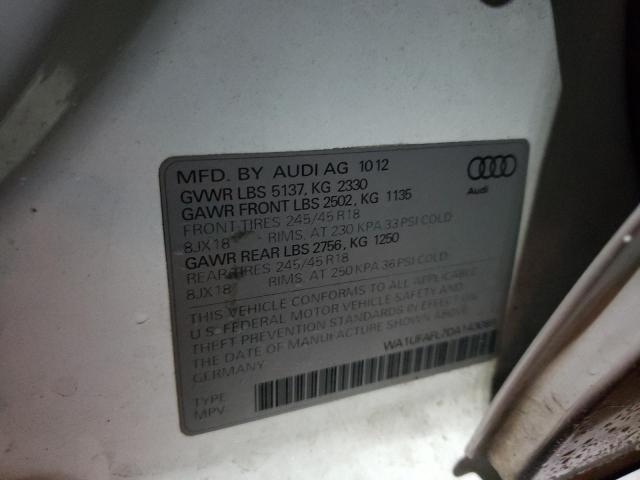 MFD. BY AUDI AG 10 12
GVWR LBS 5137, KG 2330
GAWR FRONT LBS 2502, KG 1135
FRONT TIRES 245/45 R18
8JX18 RIMS, AT 230 KPA 33 PSI COLD
GAWR REAR LBS 2756, KG 1250
REAR TIRES 245/45 R18
8JX18 RIMS, AT 250 KPA 36 PSI COLD
Audi
THIS VEHICLE CONFORMS TO ALL APPLICABLE
U.S. FEDERAL MOTOR VEHICLE SAFETY AND
THEFT PREVENTION STANDARDS IN EFFECT ON
THE DATE OF MANUFACTURE SHOWN ABOVE.
GERMANY
TYPE
MPV